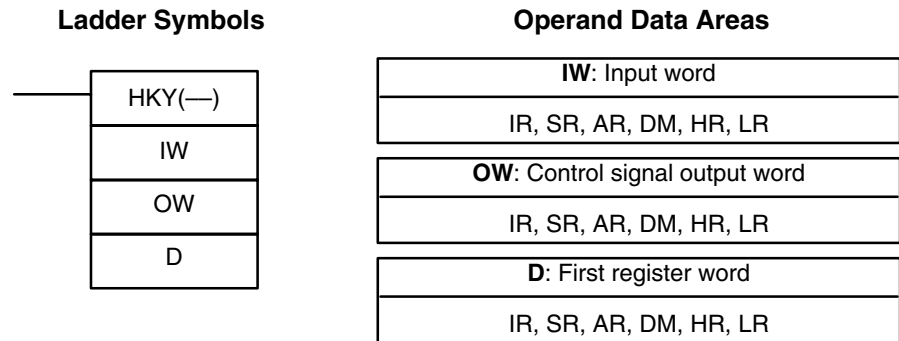 Ladder Symbols
HKY(––)
IW
OW
D
Operand Data Areas
IW: Input word
IR, SR, AR, DM, HR, LR
OW: Control signal output word
IR, SR, AR, DM, HR, LR
D: First register word
IR, SR, AR, DM, HR, LR